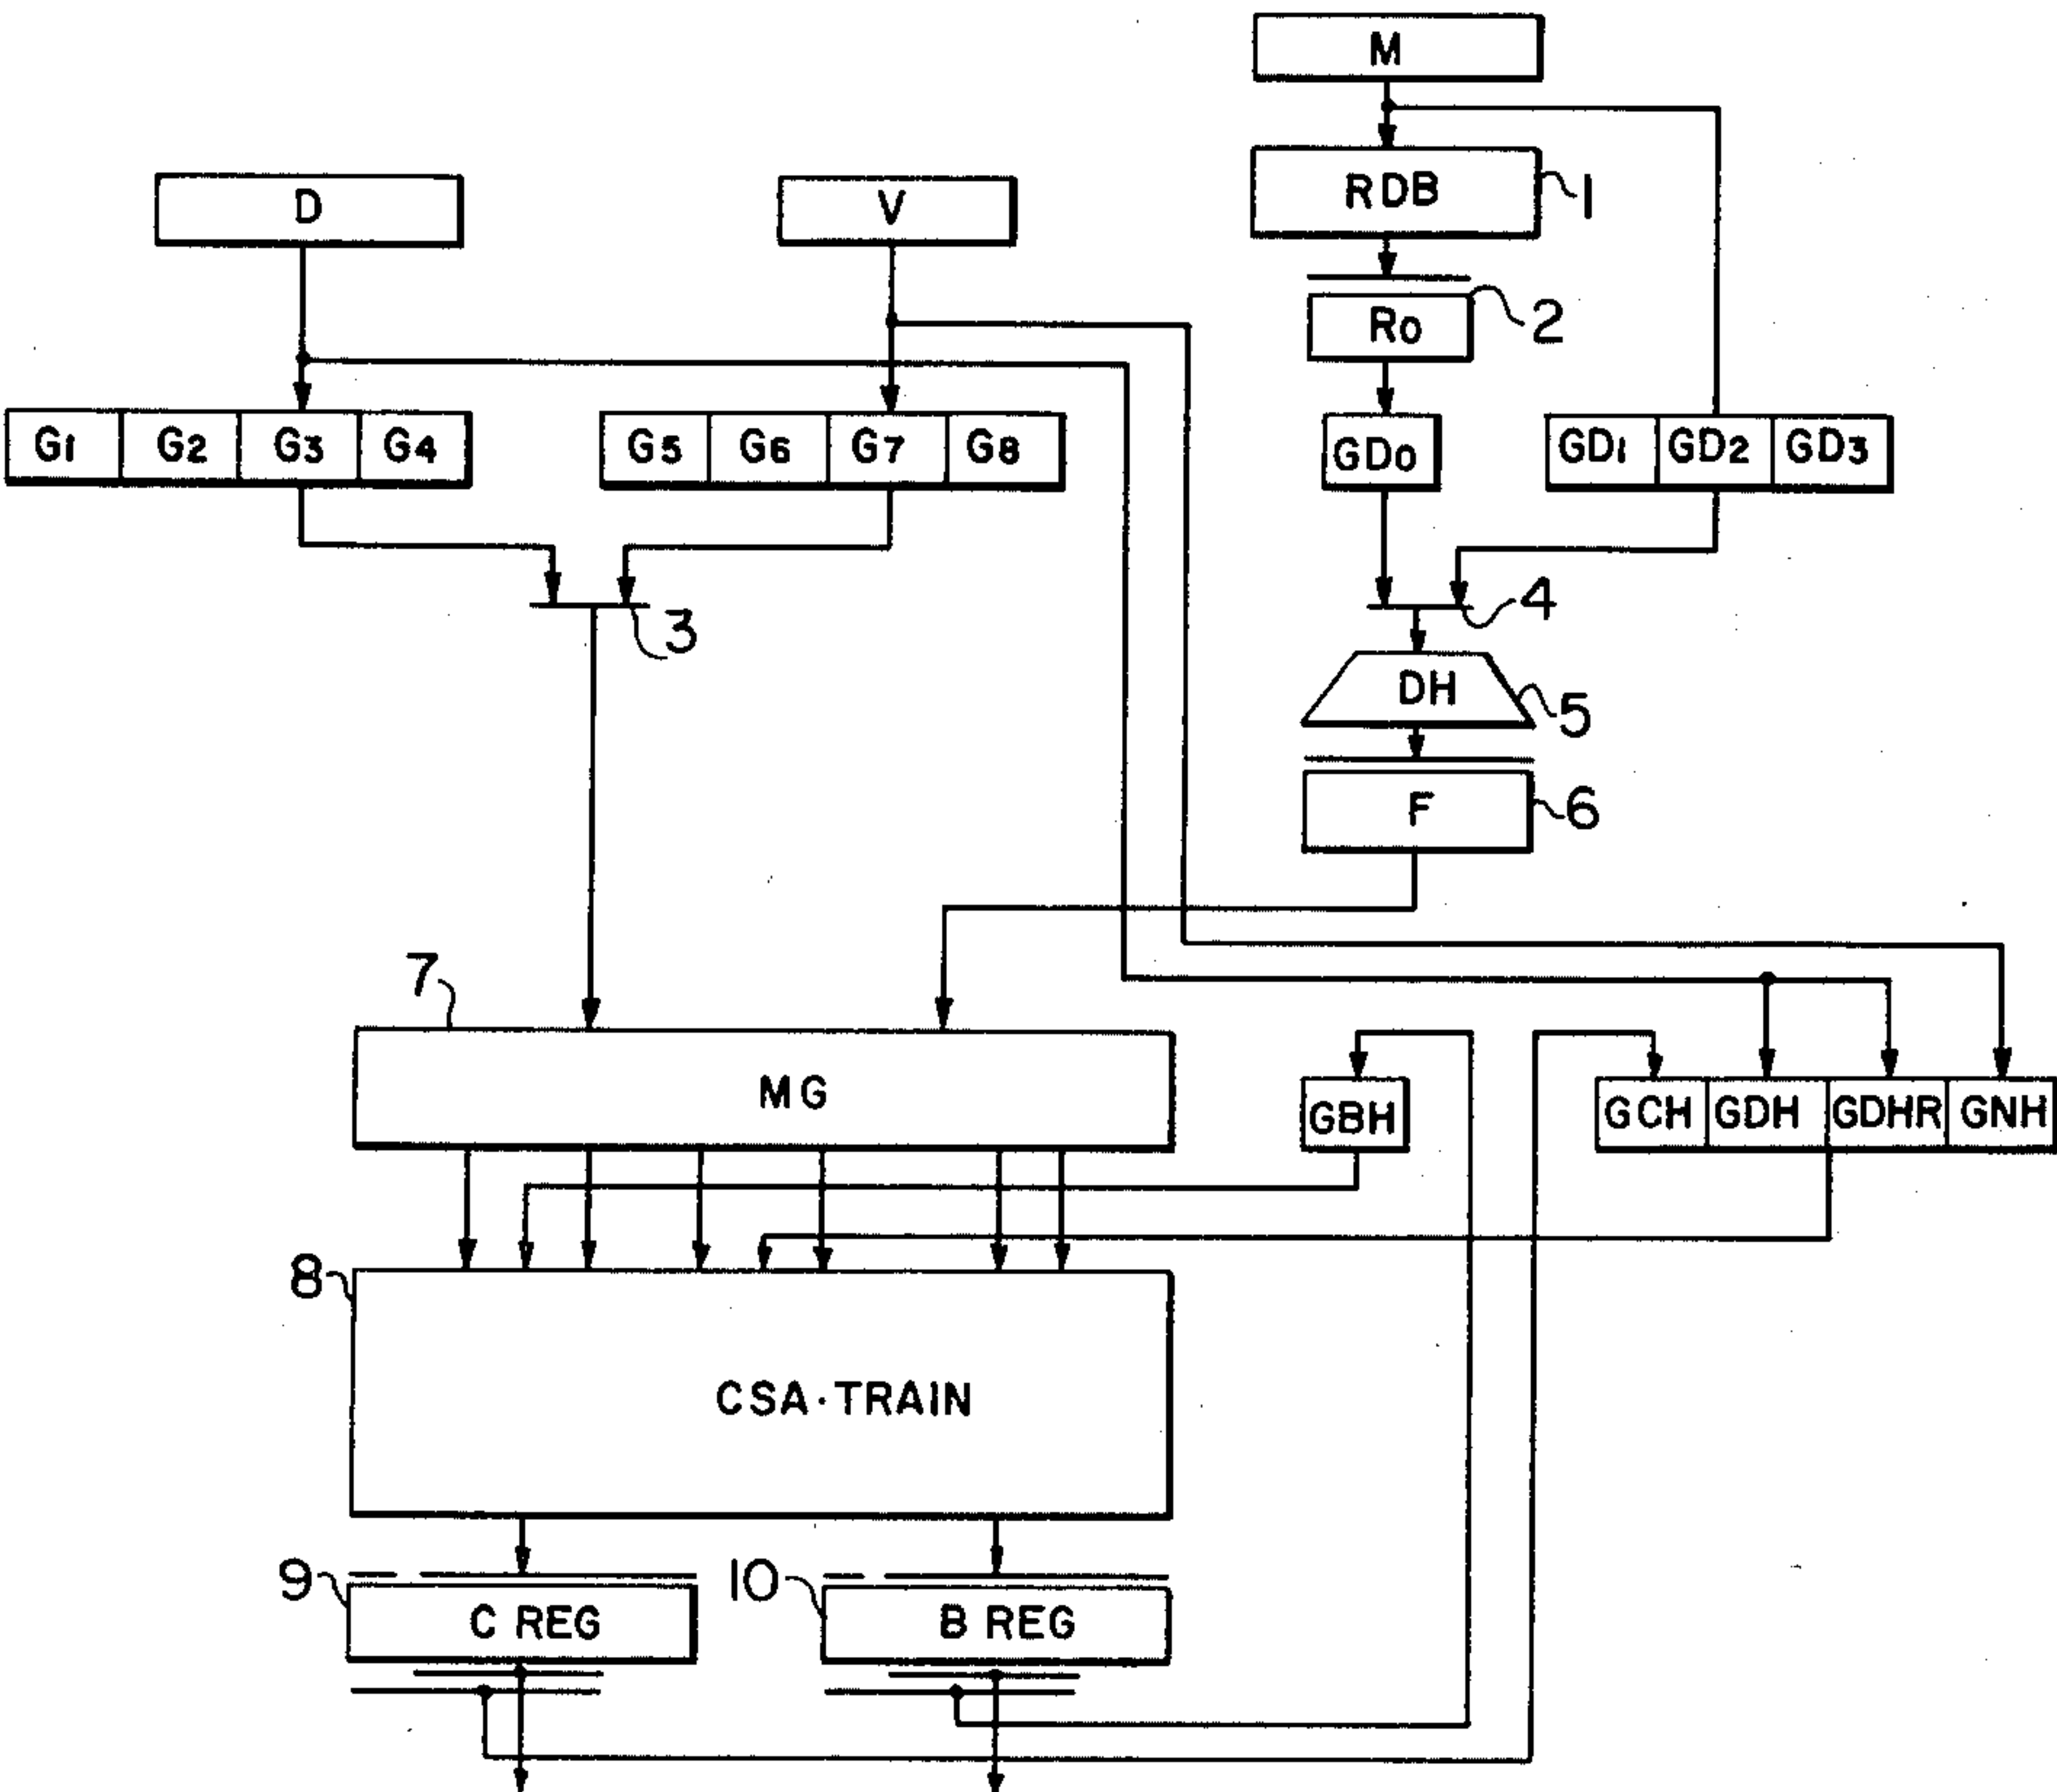 M
RDB 1
D V
Ro 2
G1 G2 G3 G4 G5 G6 G7 G8 GD0 GD1 GD2 GD3
3 4
DH 5
F 6
7
MG GBH GCH GDH GDHR GNH
8
CSA·TRAIN
9 10
C REG B REG